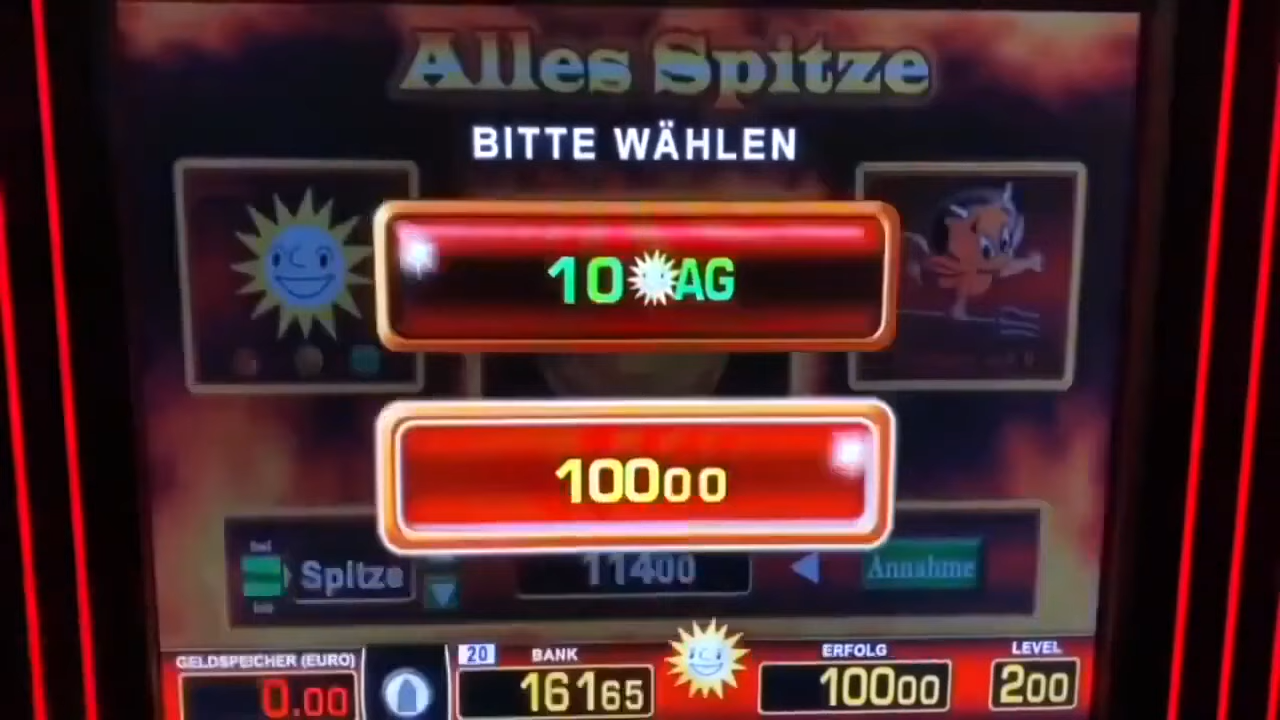 Alles Spitze
BITTE WÄHLEN
10 AG
10000
Spitze
11400
Annahme
GELDSPEICHER (EURO)
20
BANK
ERFOLG
LEVEL
0.00
16165
10000
200